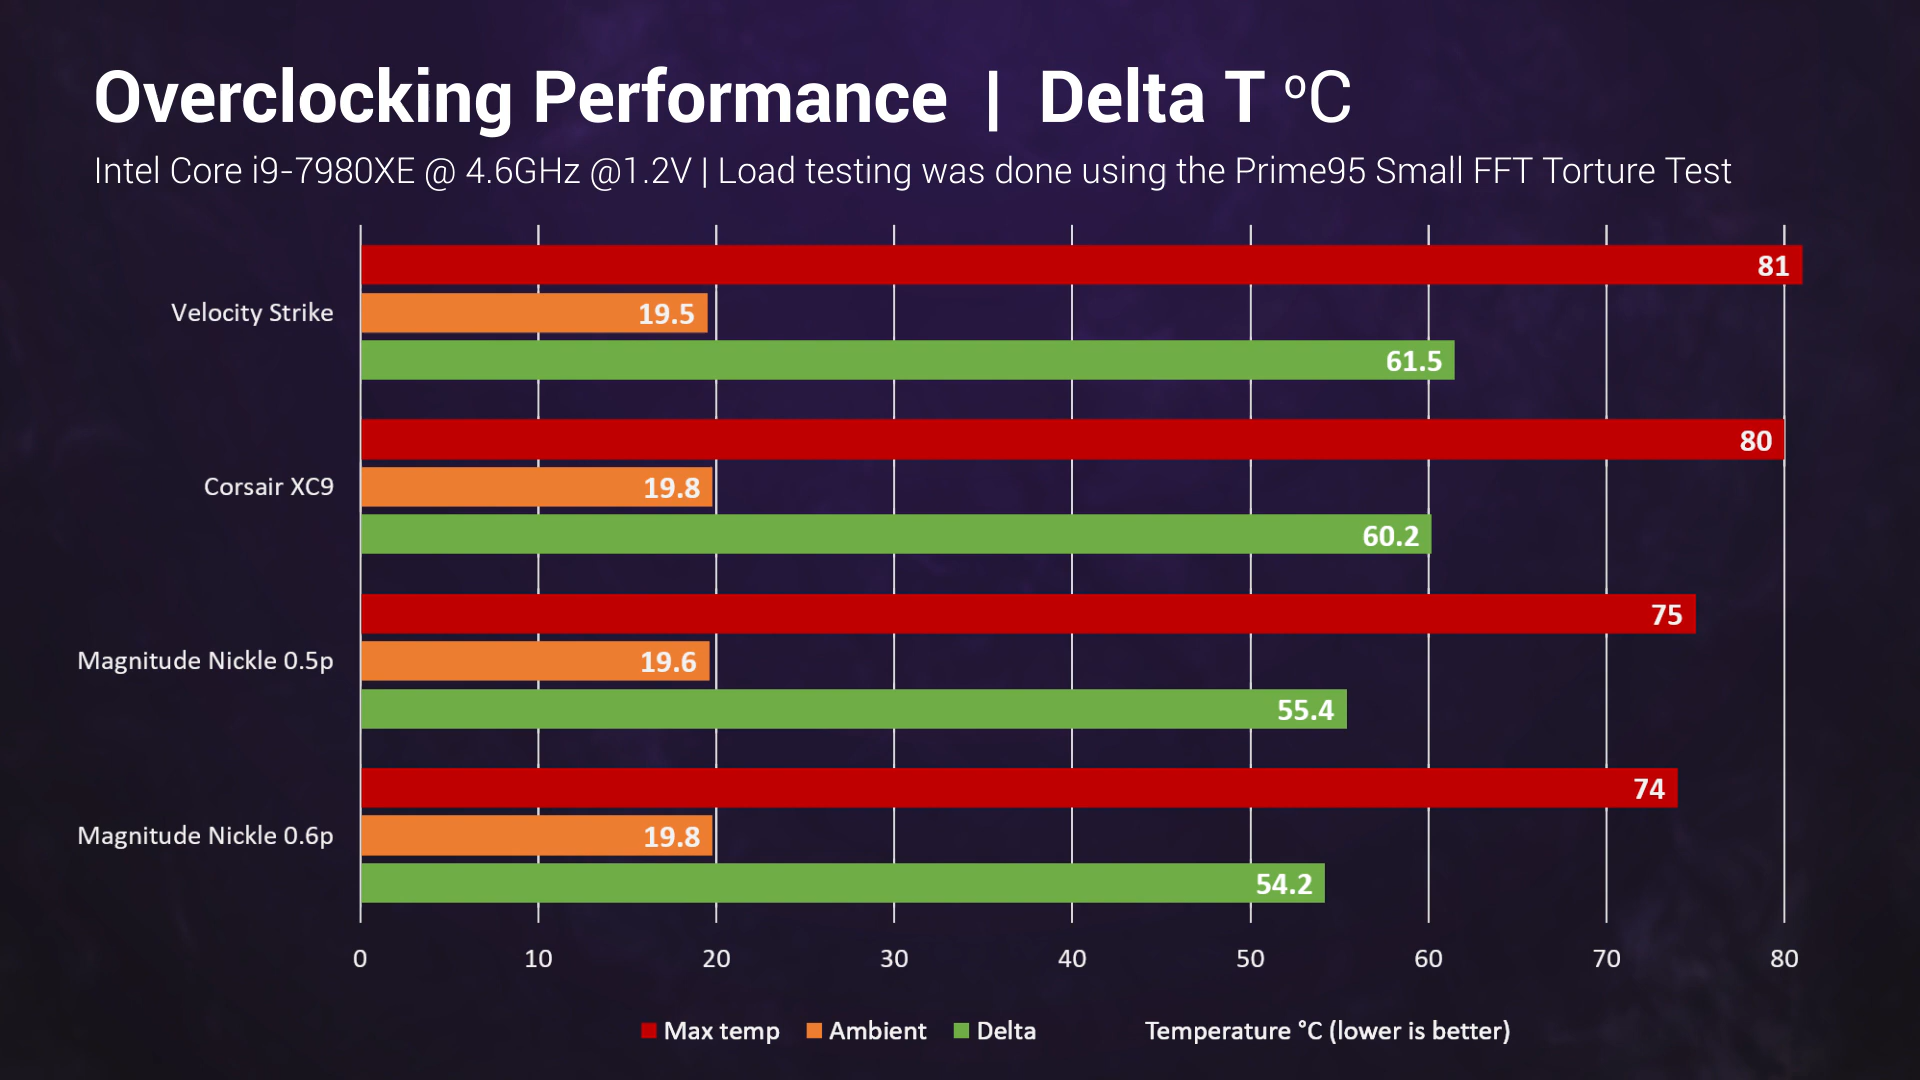 Overclocking Performance | Delta T ºC
Intel Core i9-7980XE @ 4.6GHz @1.2V | Load testing was done using the Prime95 Small FFT Torture Test
81
Velocity Strike
19.5
61.5
80
Corsair XC9
19.8
60.2
75
Magnitude Nickle 0.5p
19.6
55.4
74
Magnitude Nickle 0.6p
19.8
54.2
0 10 20 30 40 50 60 70 80
Max temp Ambient Delta Temperature °C (lower is better)